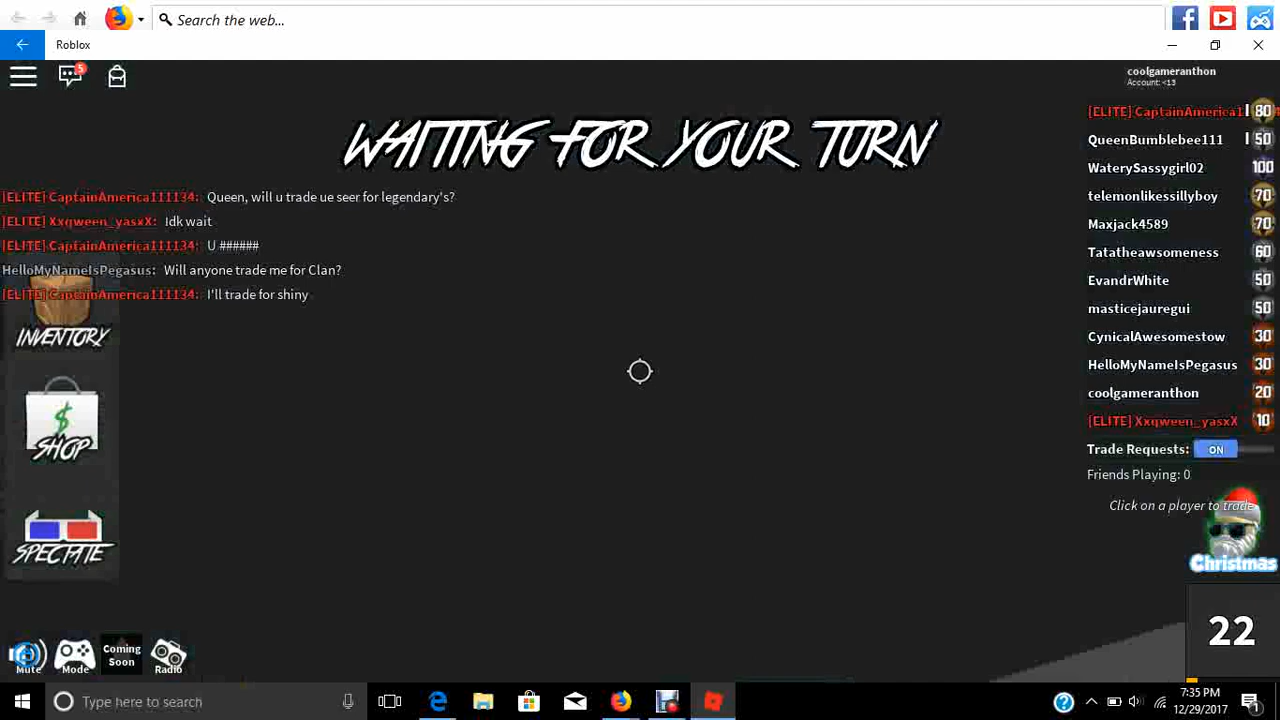 Search the web...
Roblox
5
coolgameranthon
Account: <13
WAITING FOR YOUR TURN
[ELITE] CaptainAmerica111134: Queen, will u trade ue seer for legendary's?
[ELITE] Xxqween_yasxX: Idk wait
[ELITE] CaptainAmerica111134: U ######
HelloMyNameIsPegasus: Will anyone trade me for Clan?
[ELITE] CaptainAmerica111134: I'll trade for shiny
INVENTORY
$
SHOP
SPECTATE
[ELITE] CaptainAmerica1 80
QueenBumblebee111 50
WaterySassygirl02 100
telemonlikessillyboy 70
Maxjack4589 70
Tatatheawsomeness 60
EvandrWhite 50
masticejauregui 50
CynicalAwesomestow 30
HelloMyNameIsPegasus 30
coolgameranthon 20
[ELITE] Xxqween_yasxX 10
Trade Requests: ON
Friends Playing: 0
Click on a player to trade
Christmas
22
Mute
Mode
Coming
Soon
Radio
Type here to search
7:35 PM
12/29/2017
1